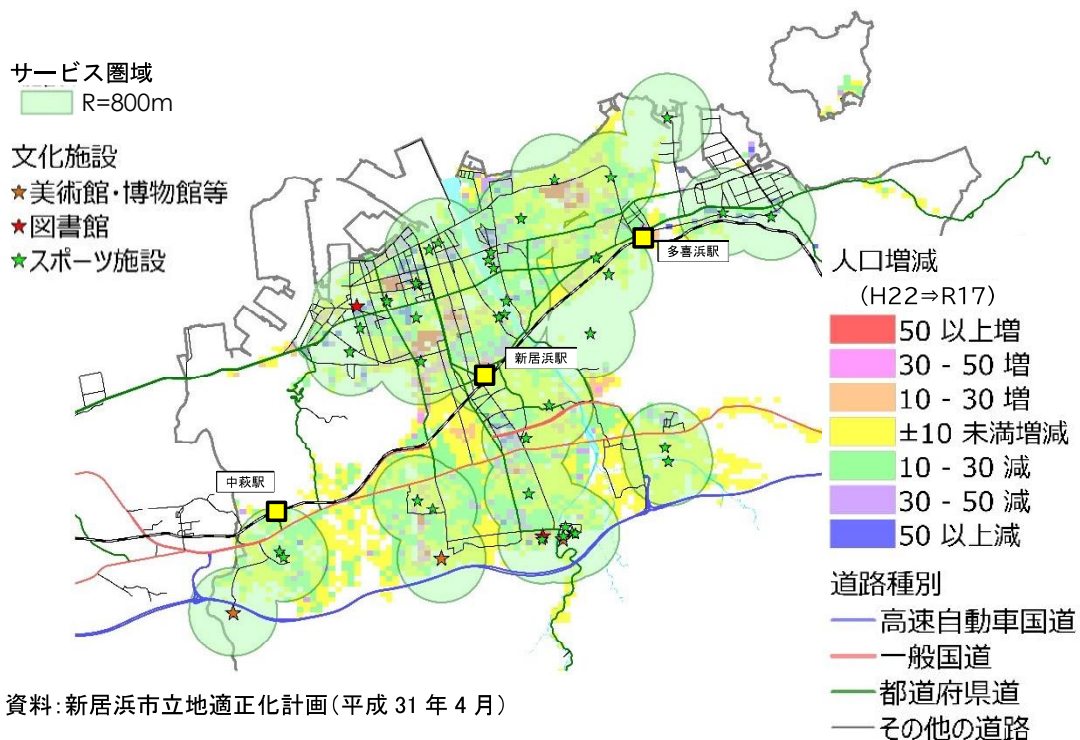 サービス圏域
R=800m
文化施設
美術館・博物館等
図書館
スポーツ施設
多喜浜駅
新居浜駅
中萩駅
人口増減
(H22⇒R17)
50 以上増
30 - 50 増
10 - 30 増
±10 未満増減
10 - 30 減
30 - 50 減
50 以上減
道路種別
高速自動車国道
一般国道
都道府県道
その他の道路
資料:新居浜市立地適正化計画(平成 31 年 4 月)